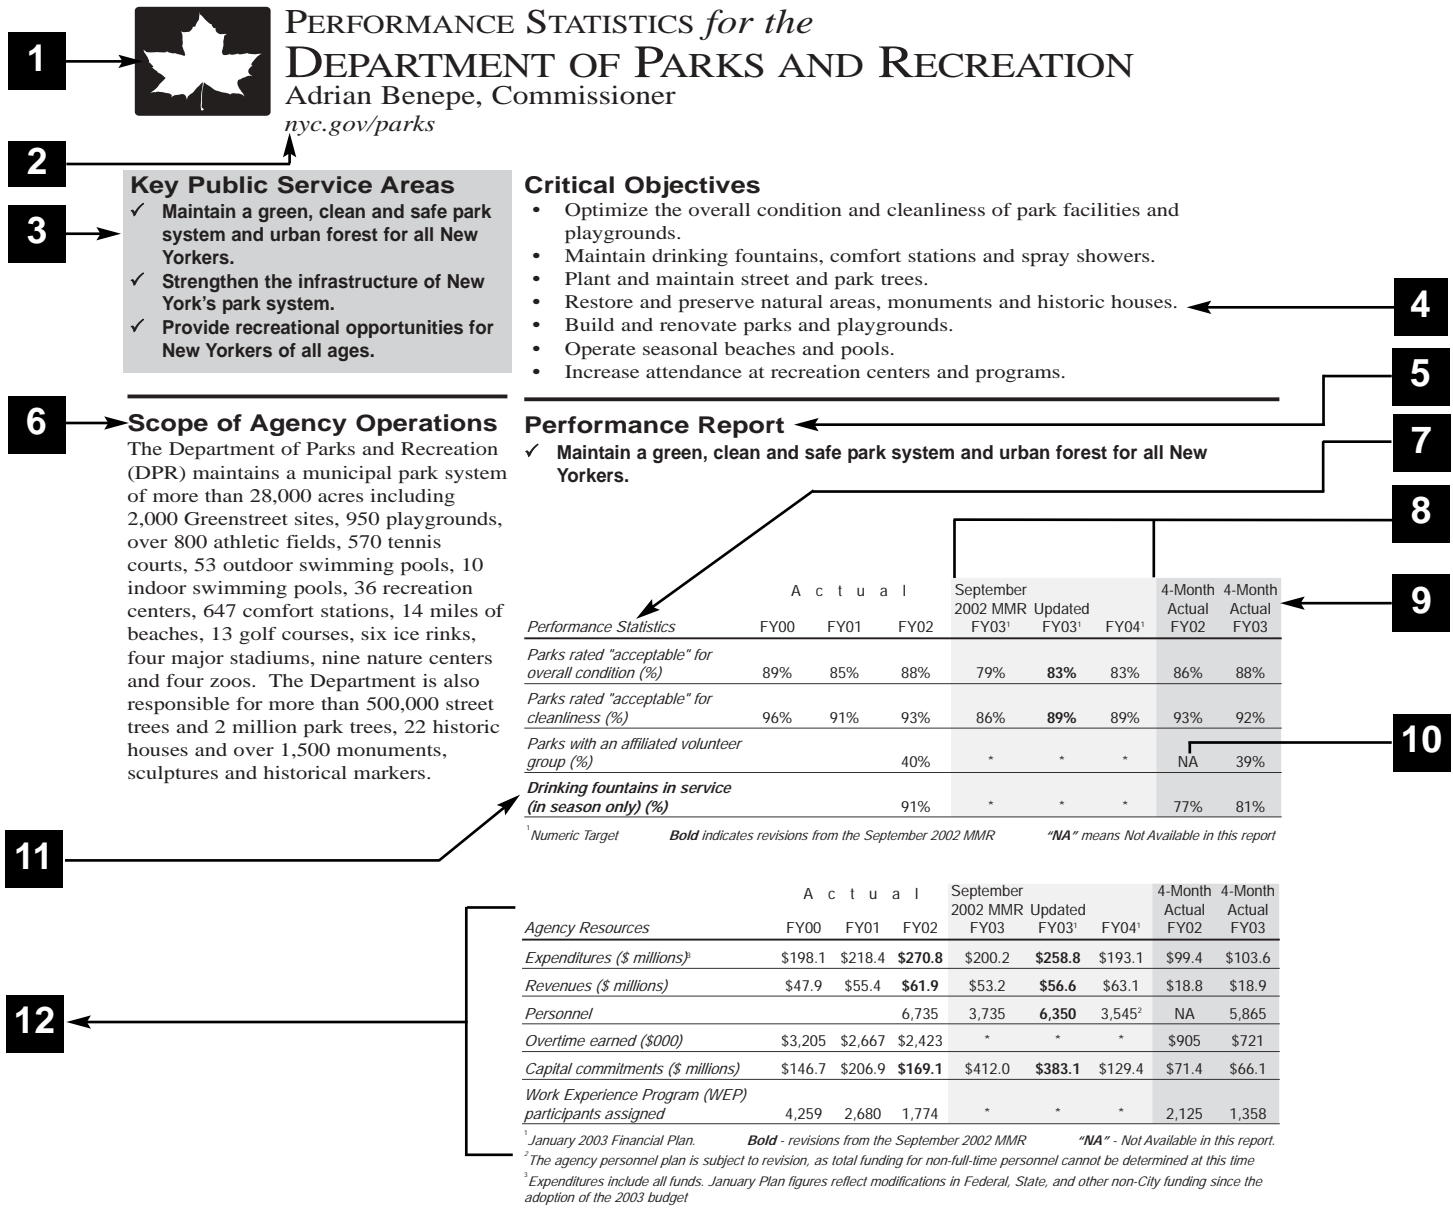 1
PERFORMANCE STATISTICS for the
DEPARTMENT OF PARKS AND RECREATION
Adrian Benepe, Commissioner
nyc.gov/parks
2
Key Public Service Areas
✓ Maintain a green, clean and safe park
system and urban forest for all New
Yorkers.
✓ Strengthen the infrastructure of New
York's park system.
✓ Provide recreational opportunities for
New Yorkers of all ages.
3
Critical Objectives
• Optimize the overall condition and cleanliness of park facilities and
playgrounds.
• Maintain drinking fountains, comfort stations and spray showers.
• Plant and maintain street and park trees.
• Restore and preserve natural areas, monuments and historic houses.
• Build and renovate parks and playgrounds.
• Operate seasonal beaches and pools.
• Increase attendance at recreation centers and programs.
4
5
6
Scope of Agency Operations
The Department of Parks and Recreation
(DPR) maintains a municipal park system
of more than 28,000 acres including
2,000 Greenstreet sites, 950 playgrounds,
over 800 athletic fields, 570 tennis
courts, 53 outdoor swimming pools, 10
indoor swimming pools, 36 recreation
centers, 647 comfort stations, 14 miles of
beaches, 13 golf courses, six ice rinks,
four major stadiums, nine nature centers
and four zoos. The Department is also
responsible for more than 500,000 street
trees and 2 million park trees, 22 historic
houses and over 1,500 monuments,
sculptures and historical markers.
Performance Report
✓ Maintain a green, clean and safe park system and urban forest for all New
Yorkers.
7
8
9
A c t u a l September 4-Month 4-Month
2002 MMR Updated Actual Actual
Performance Statistics FY00 FY01 FY02 FY03¹ FY03¹ FY04¹ FY02 FY03
Parks rated "acceptable" for
overall condition (%) 89% 85% 88% 79% 83% 83% 86% 88%
Parks rated "acceptable" for
cleanliness (%) 96% 91% 93% 86% 89% 89% 93% 92%
Parks with an affiliated volunteer
group (%) 40% * * * NA 39%
Drinking fountains in service
(in season only) (%) 91% * * * 77% 81%
¹Numeric Target Bold indicates revisions from the September 2002 MMR "NA" means Not Available in this report
10
11
12
A c t u a l September 4-Month 4-Month
2002 MMR Updated Actual Actual
Agency Resources FY00 FY01 FY02 FY03 FY03¹ FY04¹ FY02 FY03
Expenditures ($ millions)³ $198.1 $218.4 $270.8 $200.2 $258.8 $193.1 $99.4 $103.6
Revenues ($ millions) $47.9 $55.4 $61.9 $53.2 $56.6 $63.1 $18.8 $18.9
Personnel 6,735 3,735 6,350 3,545² NA 5,865
Overtime earned ($000) $3,205 $2,667 $2,423 * * * $905 $721
Capital commitments ($ millions) $146.7 $206.9 $169.1 $412.0 $383.1 $129.4 $71.4 $66.1
Work Experience Program (WEP)
participants assigned 4,259 2,680 1,774 * * * 2,125 1,358
¹January 2003 Financial Plan. Bold - revisions from the September 2002 MMR "NA" - Not Available in this report.
²The agency personnel plan is subject to revision, as total funding for non-full-time personnel cannot be determined at this time
³Expenditures include all funds. January Plan figures reflect modifications in Federal, State, and other non-City funding since the
adoption of the 2003 budget